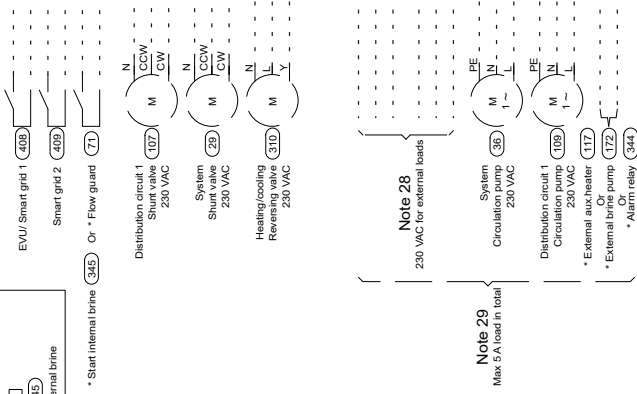 EVU/ Smart grid 1 408
Smart grid 2 409
* Start internal brine 345 Or * Flow guard 71
45
ernal brine
Distribution circuit 1
Shunt valve
230 VAC
107
M
N
CCW
CW
System
Shunt valve
230 VAC
29
M
N
CCW
CW
Heating/cooling
Reversing valve
230 VAC
310
M
N
L
Y
Note 28
230 VAC for external loads
Note 29
Max 5 A load in total
System
Circulation pump
230 VAC
36
M
1 ~
PE
N
L
Distribution circuit 1
Circulation pump
230 VAC
109
M
1 ~
PE
N
L
* External aux.heater 117
Or
* External brine pump 172
Or
* Alarm relay 344